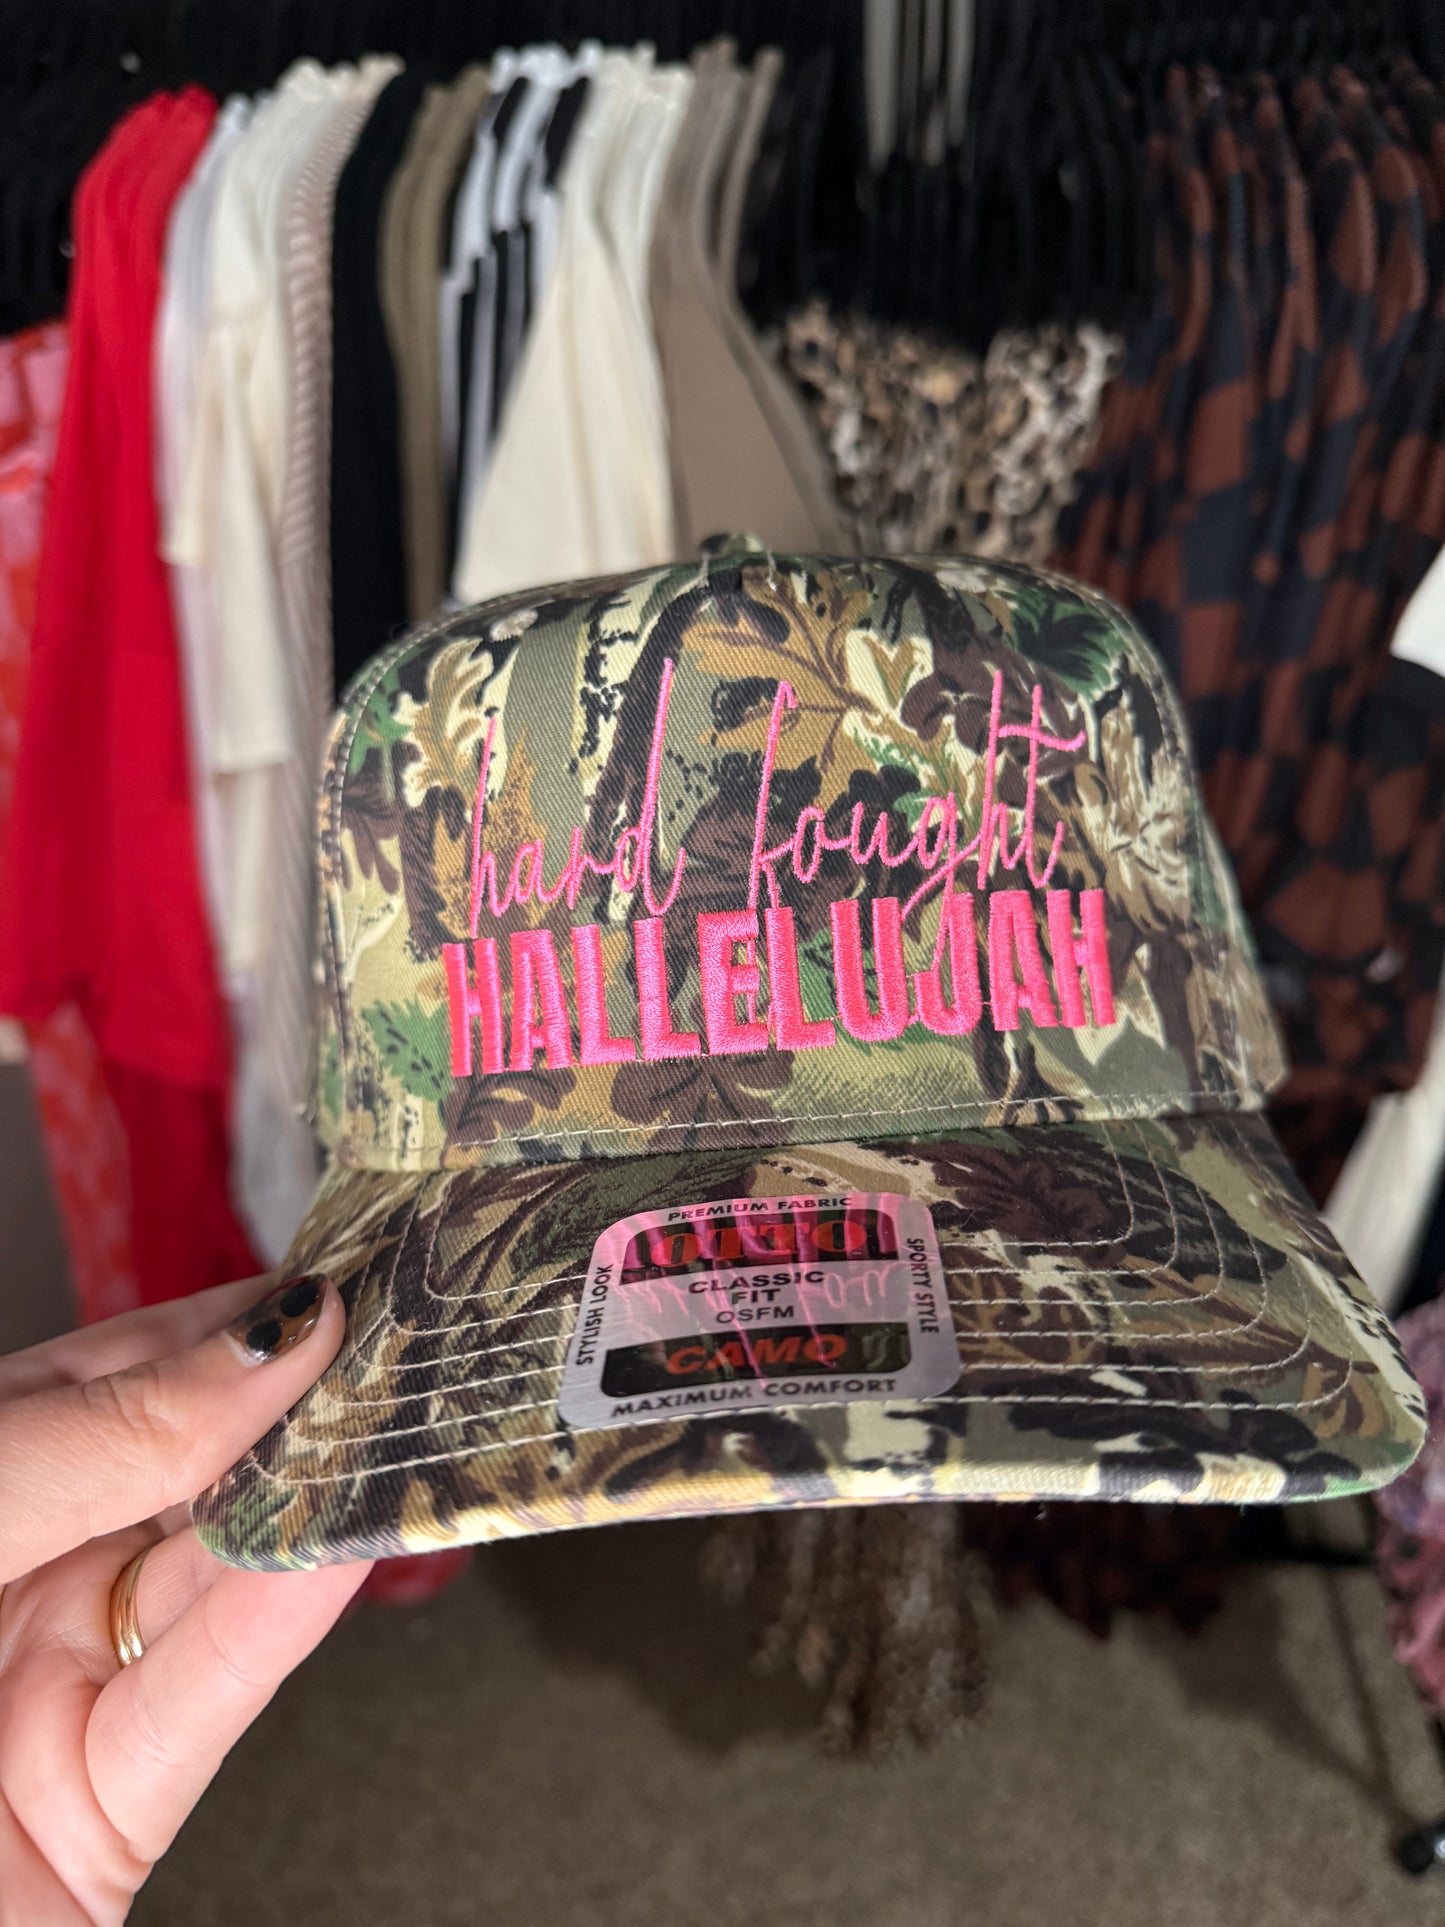 hard fought
HALLELUJAH
PREMIUM FABRIC
OTTO
STYLISH LOOK
CLASSIC
FIT
OSFM
SPORTY STYLE
CAMO
MAXIMUM COMFORT